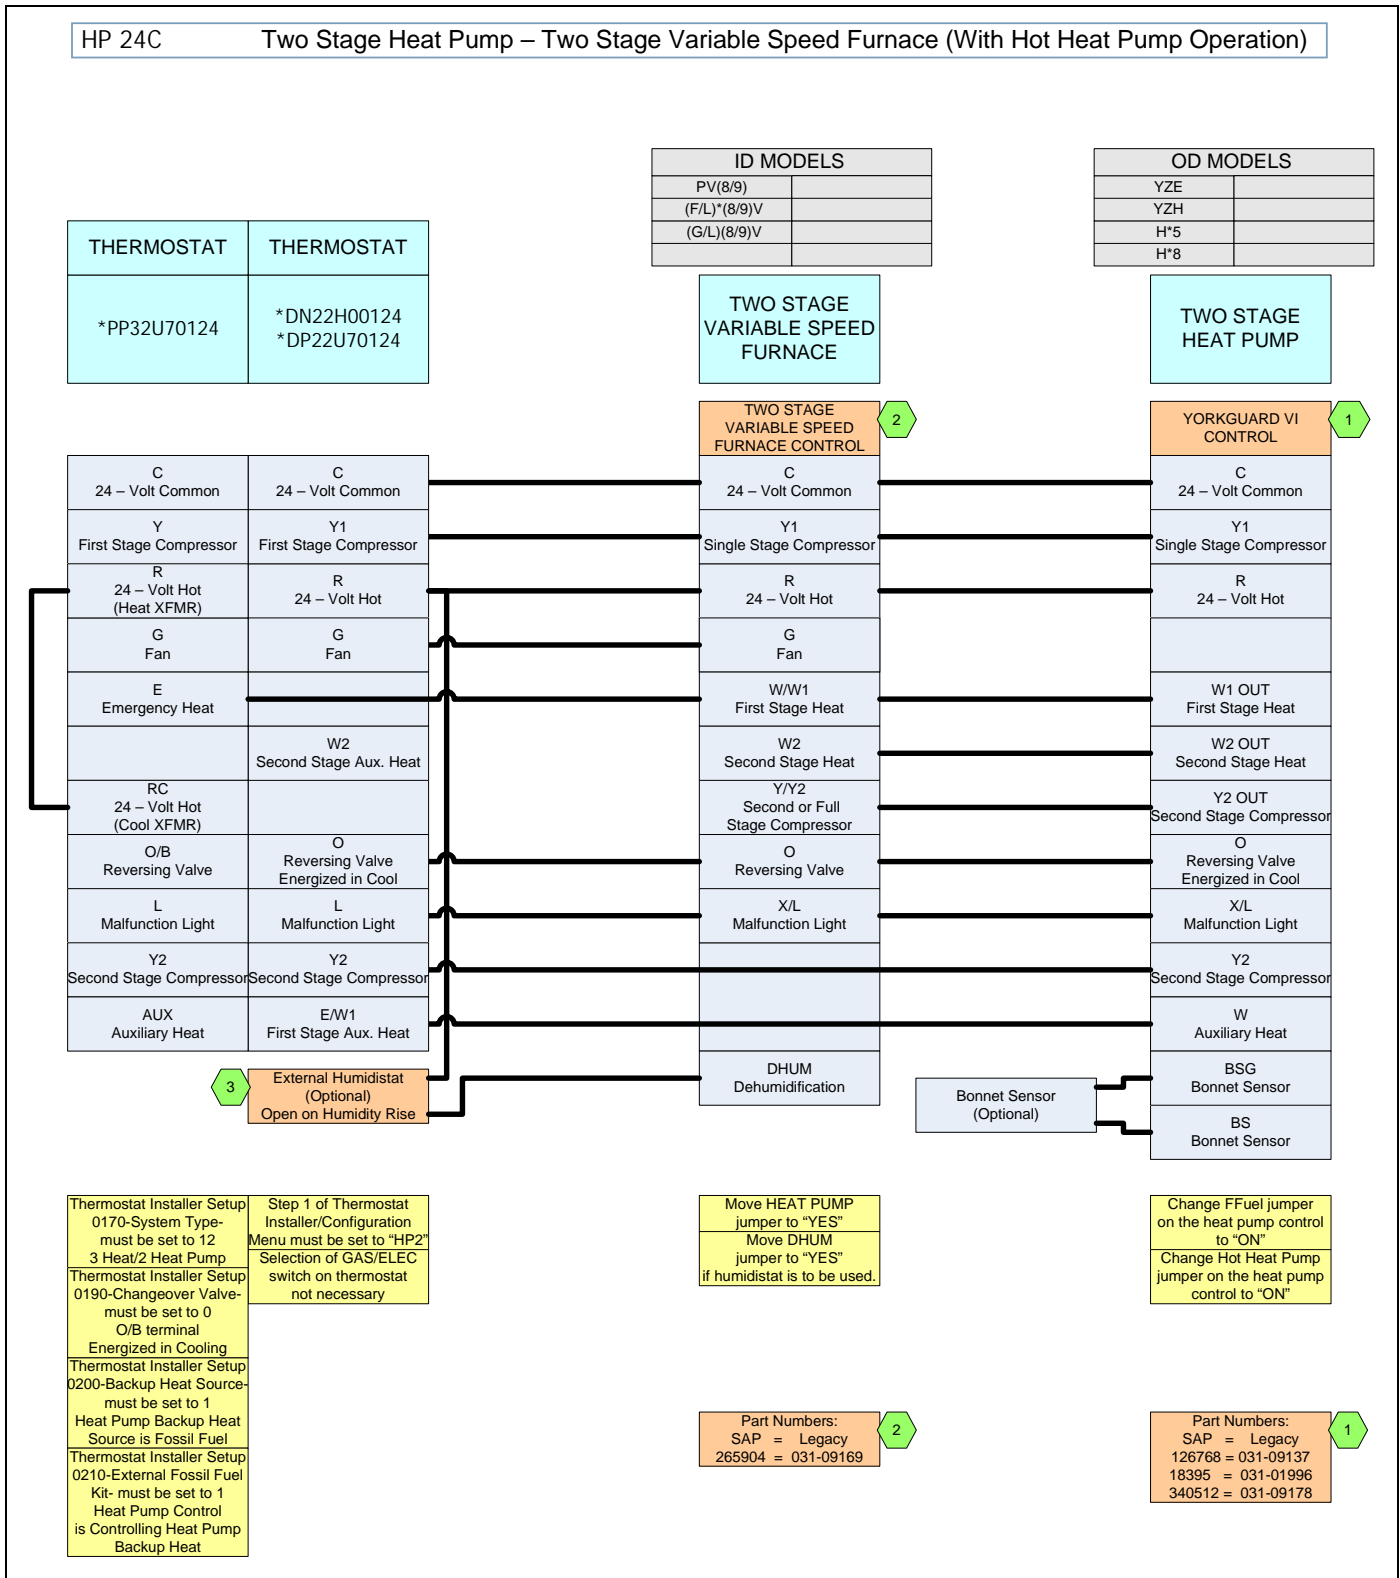 HP 24C Two Stage Heat Pump – Two Stage Variable Speed Furnace (With Hot Heat Pump Operation)
ID MODELS
PV(8/9)
(F/L)*(8/9)V
(G/L)(8/9)V
OD MODELS
YZE
YZH
H*5
H*8
THERMOSTAT
*PP32U70124
THERMOSTAT
*DN22H00124
*DP22U70124
TWO STAGE
VARIABLE SPEED
FURNACE
TWO STAGE
HEAT PUMP
TWO STAGE
VARIABLE SPEED
FURNACE CONTROL
2
YORKGUARD VI
CONTROL
1
C
24 – Volt Common
Y
First Stage Compressor
R
24 – Volt Hot
(Heat XFMR)
G
Fan
E
Emergency Heat
RC
24 – Volt Hot
(Cool XFMR)
O/B
Reversing Valve
L
Malfunction Light
Y2
Second Stage Compressor
AUX
Auxiliary Heat
C
24 – Volt Common
Y1
First Stage Compressor
R
24 – Volt Hot
G
Fan
W2
Second Stage Aux. Heat
O
Reversing Valve
Energized in Cool
L
Malfunction Light
Y2
Second Stage Compressor
E/W1
First Stage Aux. Heat
3
External Humidistat
(Optional)
Open on Humidity Rise
C
24 – Volt Common
Y1
Single Stage Compressor
R
24 – Volt Hot
G
Fan
W/W1
First Stage Heat
W2
Second Stage Heat
Y/Y2
Second or Full
Stage Compressor
O
Reversing Valve
X/L
Malfunction Light
DHUM
Dehumidification
Bonnet Sensor
(Optional)
C
24 – Volt Common
Y1
Single Stage Compressor
R
24 – Volt Hot
W1 OUT
First Stage Heat
W2 OUT
Second Stage Heat
Y2 OUT
Second Stage Compressor
O
Reversing Valve
Energized in Cool
X/L
Malfunction Light
Y2
Second Stage Compressor
W
Auxiliary Heat
BSG
Bonnet Sensor
BS
Bonnet Sensor
Thermostat Installer Setup
0170-System Type-
must be set to 12
3 Heat/2 Heat Pump
Thermostat Installer Setup
0190-Changeover Valve-
must be set to 0
O/B terminal
Energized in Cooling
Thermostat Installer Setup
0200-Backup Heat Source-
must be set to 1
Heat Pump Backup Heat
Source is Fossil Fuel
Thermostat Installer Setup
0210-External Fossil Fuel
Kit- must be set to 1
Heat Pump Control
is Controlling Heat Pump
Backup Heat
Step 1 of Thermostat
Installer/Configuration
Menu must be set to “HP2”
Selection of GAS/ELEC
switch on thermostat
not necessary
Move HEAT PUMP
jumper to “YES”
Move DHUM
jumper to “YES”
if humidistat is to be used.
Change FFuel jumper
on the heat pump control
to “ON”
Change Hot Heat Pump
jumper on the heat pump
control to “ON”
Part Numbers:
SAP = Legacy
265904 = 031-09169
2
Part Numbers:
SAP = Legacy
126768 = 031-09137
18395 = 031-01996
340512 = 031-09178
1